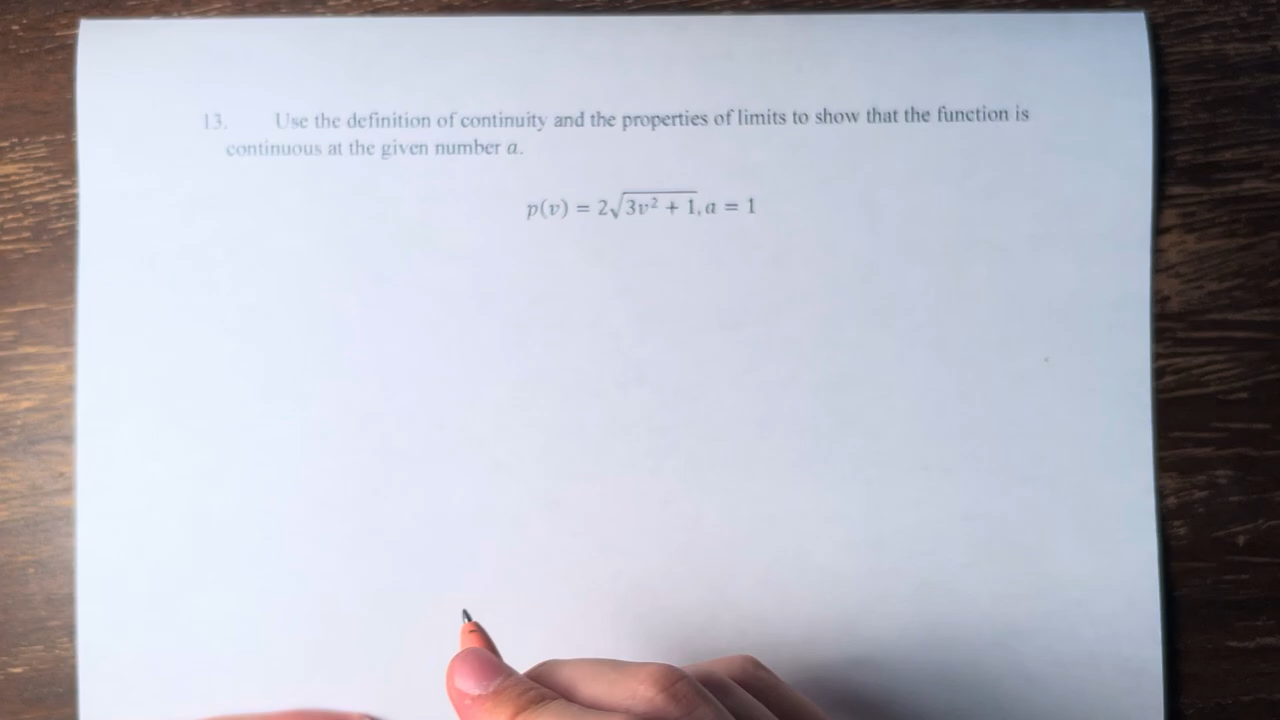 13. Use the definition of continuity and the properties of limits to show that the function is
continuous at the given number a.
p(v) = 2√(3v² + 1), a = 1